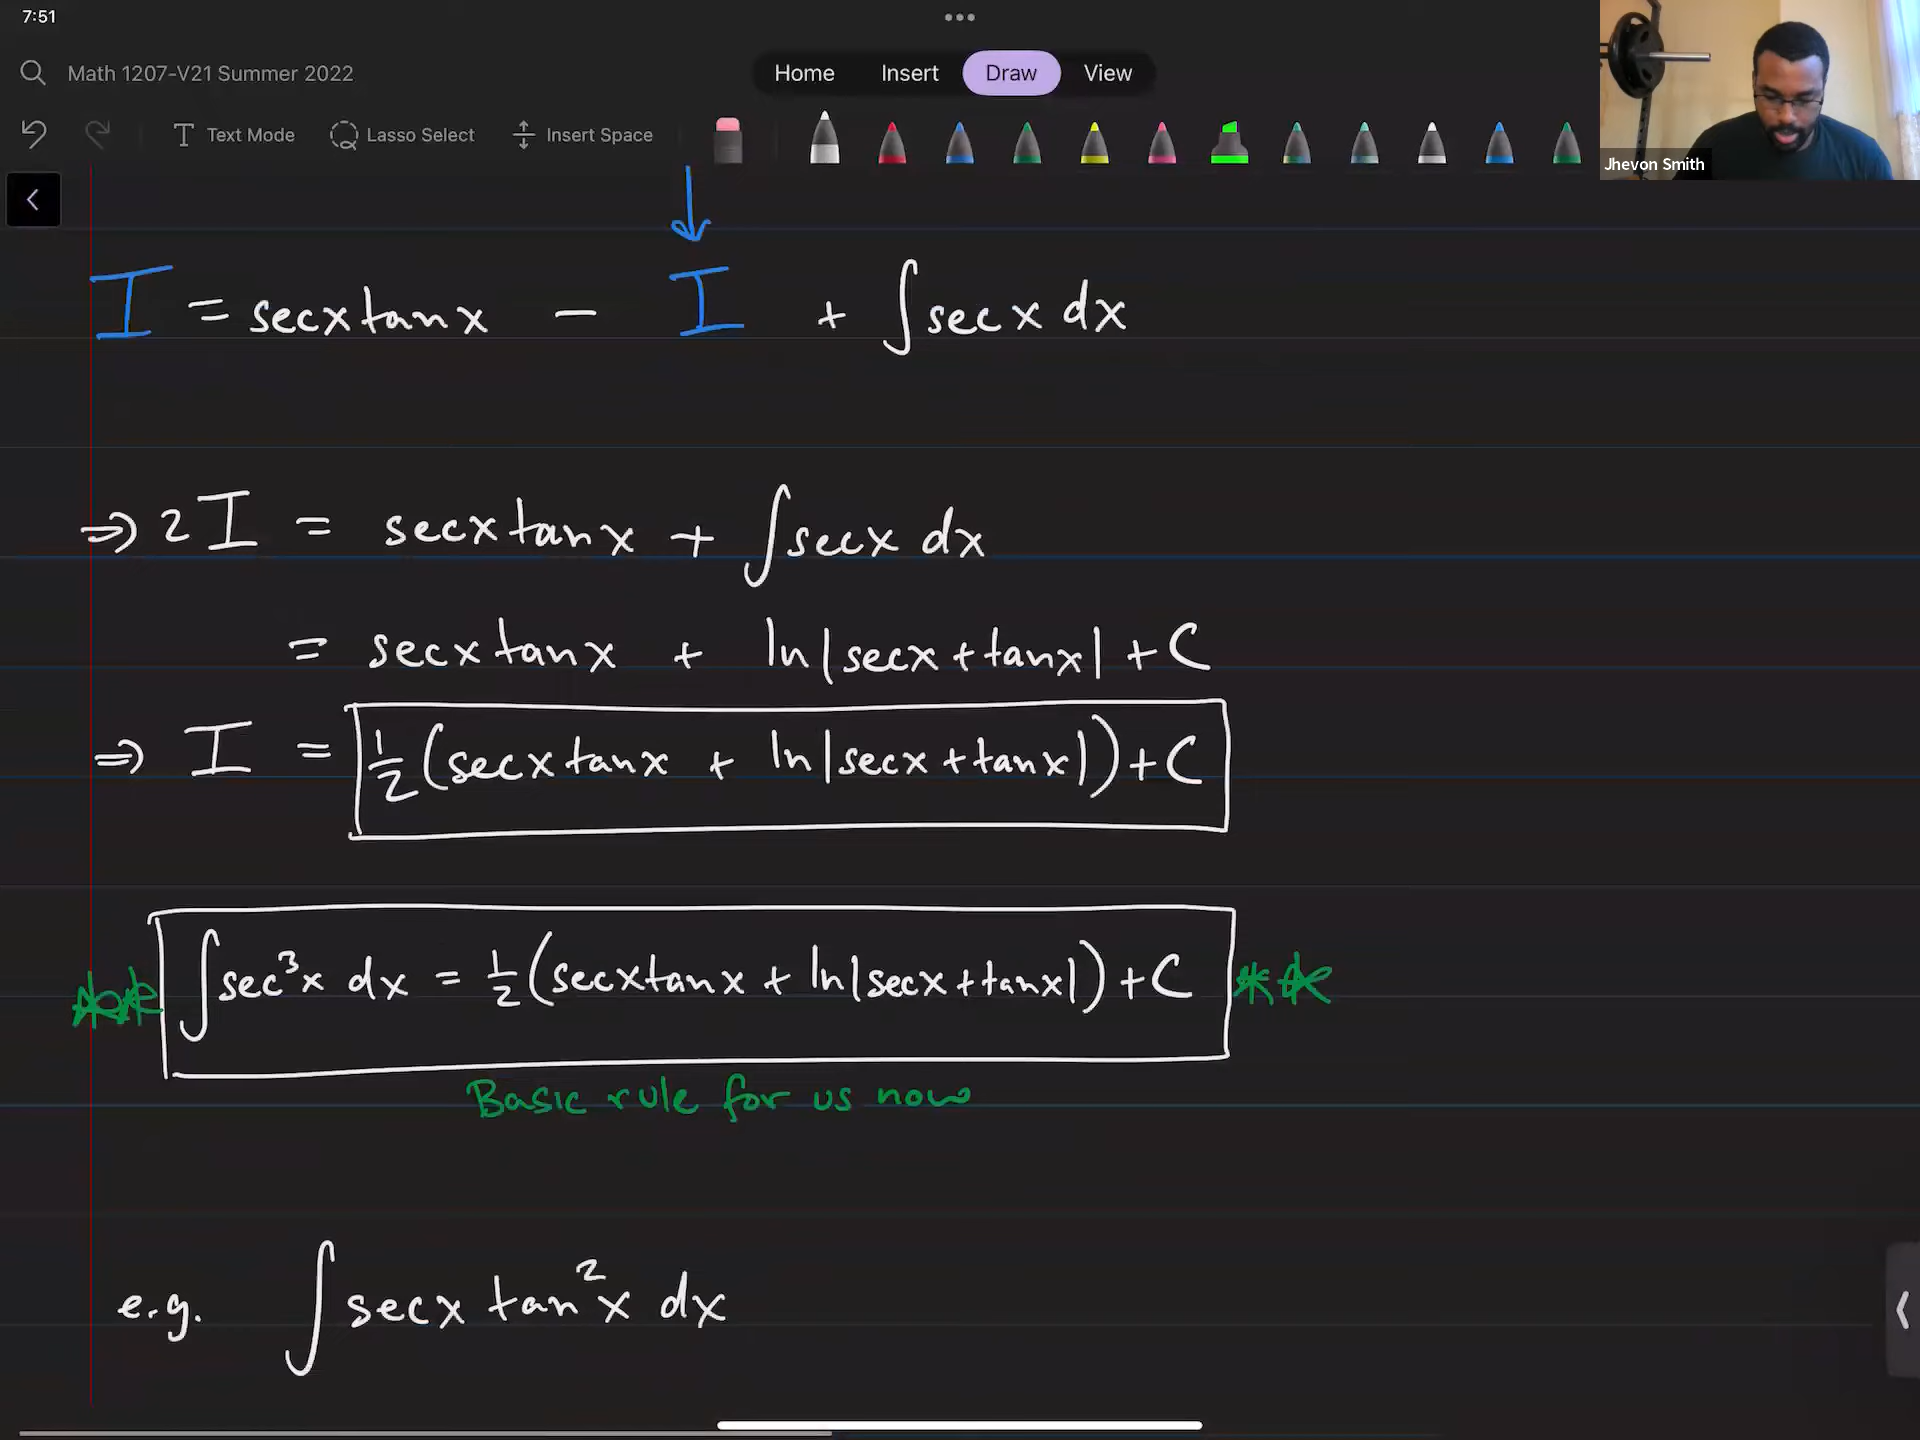 7:51
Math 1207-V21 Summer 2022
Home Insert Draw View
Text Mode Lasso Select Insert Space
Jhevon Smith
I = secx tanx - I + ∫ sec x dx
⇒ 2I = secx tanx + ∫ secx dx
= secx tanx + ln|secx + tanx| + C
⇒ I = 1/2 (secx tanx + ln|secx + tanx|) + C
** ∫ sec³x dx = 1/2 (secx tanx + ln|secx + tanx|) + C **
Basic rule for us now
e.g. ∫ secx tan²x dx